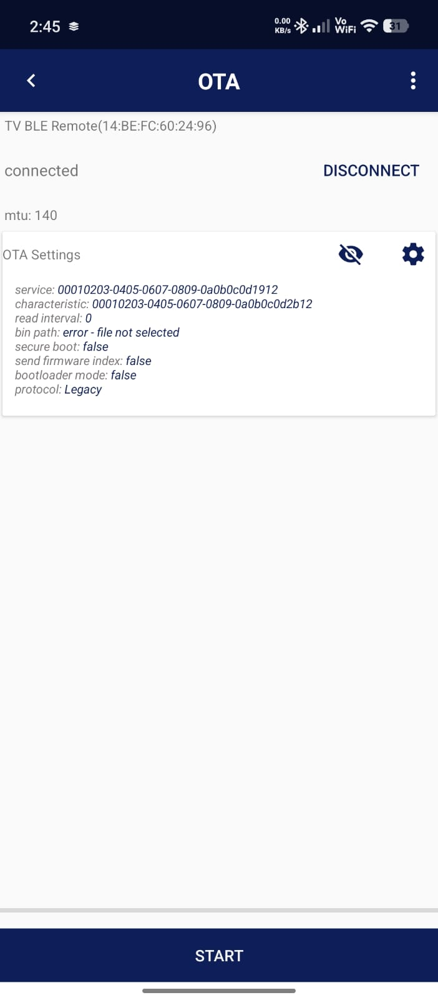 2:45
0.00
KB/s
Vo
WiFi
31
OTA
TV BLE Remote(14:BE:FC:60:24:96)
connected
DISCONNECT
mtu: 140
OTA Settings
service: 00010203-0405-0607-0809-0a0b0c0d1912
characteristic: 00010203-0405-0607-0809-0a0b0c0d2b12
read interval: 0
bin path: error - file not selected
secure boot: false
send firmware index: false
bootloader mode: false
protocol: Legacy
START